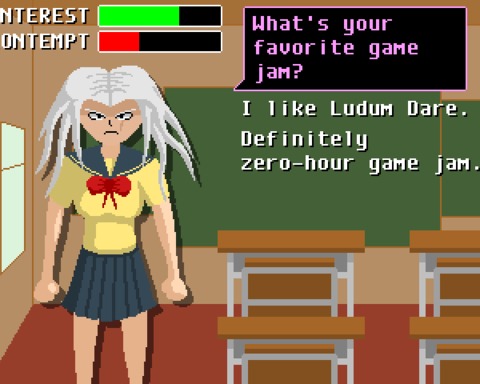 NTEREST
ONTEMPT
What's your
favorite game
jam?
I like Ludum Dare.
Definitely
zero-hour game jam.